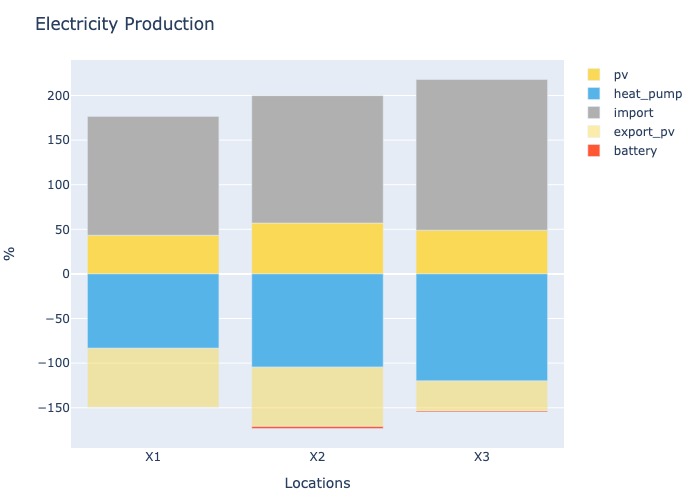 Electricity Production
pv
heat_pump
import
export_pv
battery
200
150
100
50
0
−50
−100
−150
%
X1 X2 X3
Locations